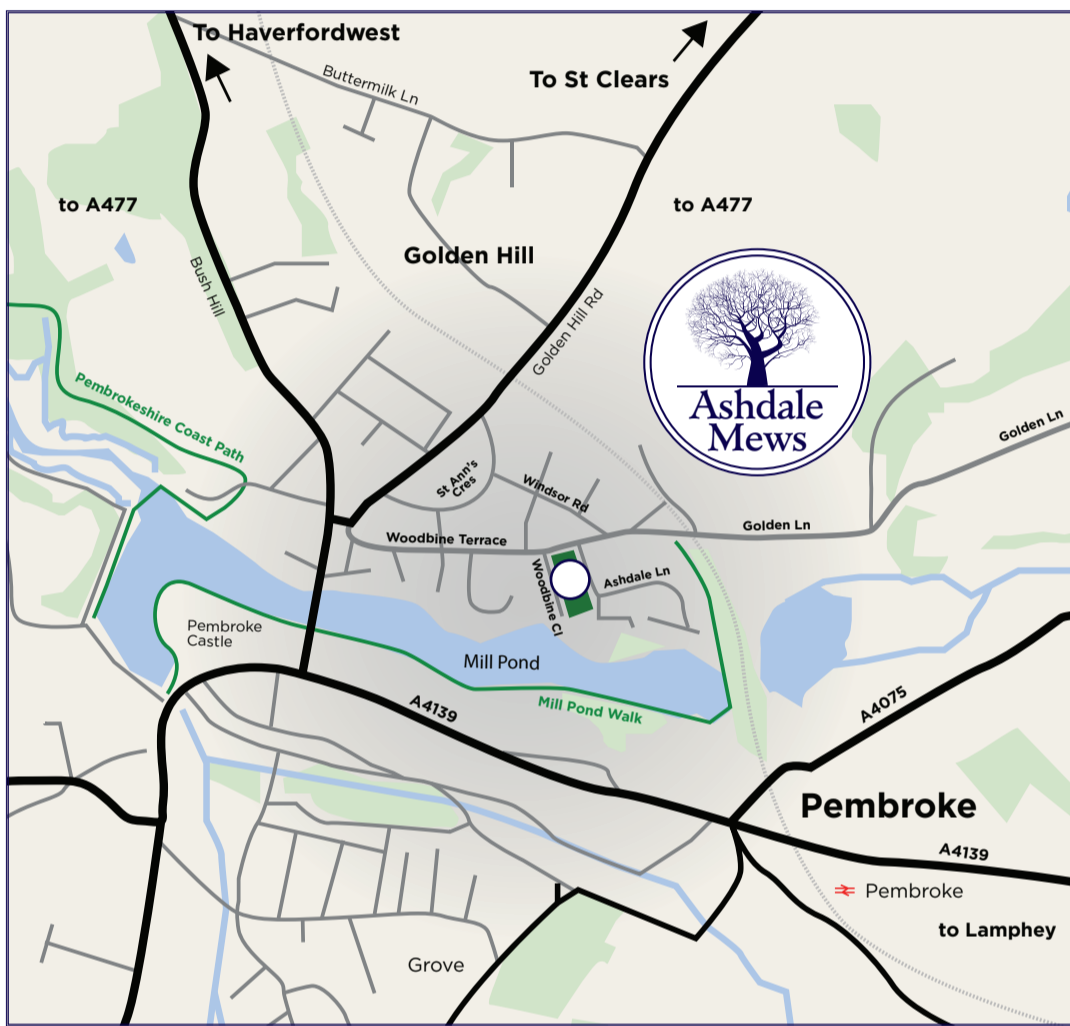 To Haverfordwest
Buttermilk Ln
To St Clears
to A477
to A477
Golden Hill
Bush Hill
Golden Hill Rd
Ashdale
Mews
Pembrokeshire Coast Path
St Ann's
Cres
Windsor Rd
Golden Ln
Golden Ln
Woodbine Terrace
Woodbine Cl
Ashdale Ln
Pembroke
Castle
Mill Pond
Mill Pond Walk
A4139
A4075
Pembroke
A4139
Pembroke
to Lamphey
Grove